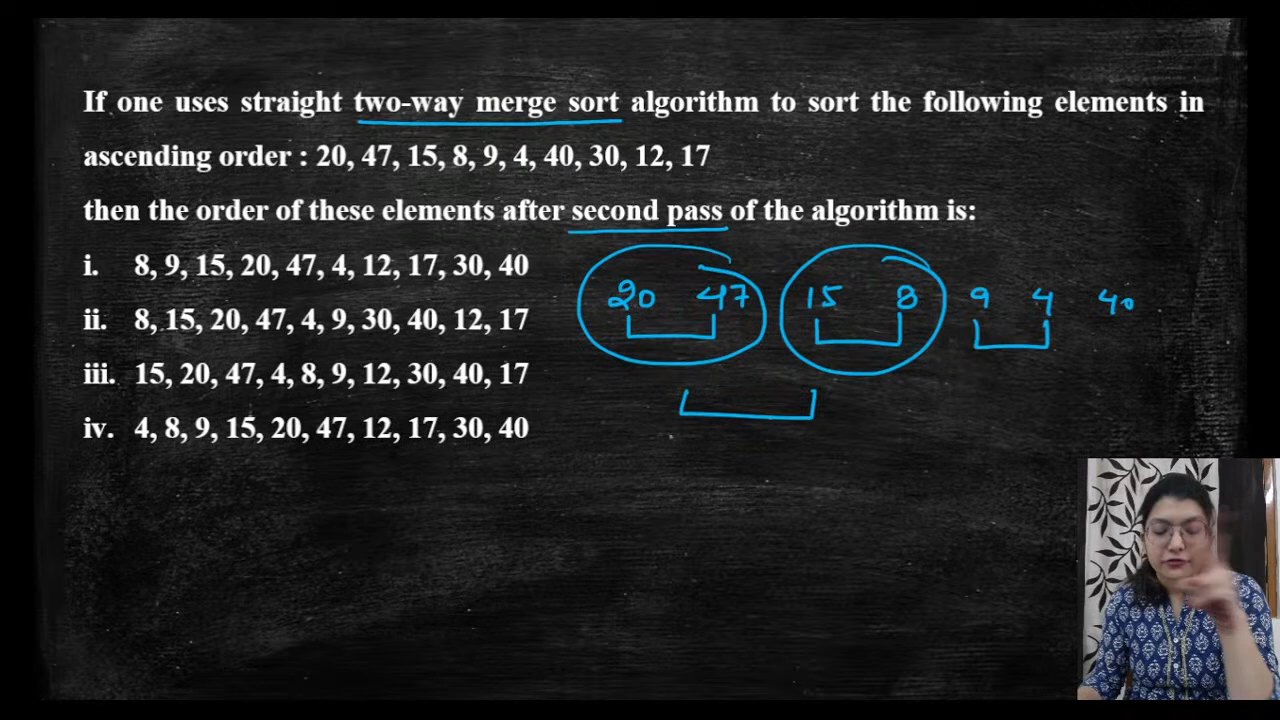 If one uses straight two-way merge sort algorithm to sort the following elements in
ascending order : 20, 47, 15, 8, 9, 4, 40, 30, 12, 17
then the order of these elements after second pass of the algorithm is:
i. 8, 9, 15, 20, 47, 4, 12, 17, 30, 40
ii. 8, 15, 20, 47, 4, 9, 30, 40, 12, 17
iii. 15, 20, 47, 4, 8, 9, 12, 30, 40, 17
iv. 4, 8, 9, 15, 20, 47, 12, 17, 30, 40
20 47 15 8 9 4 40